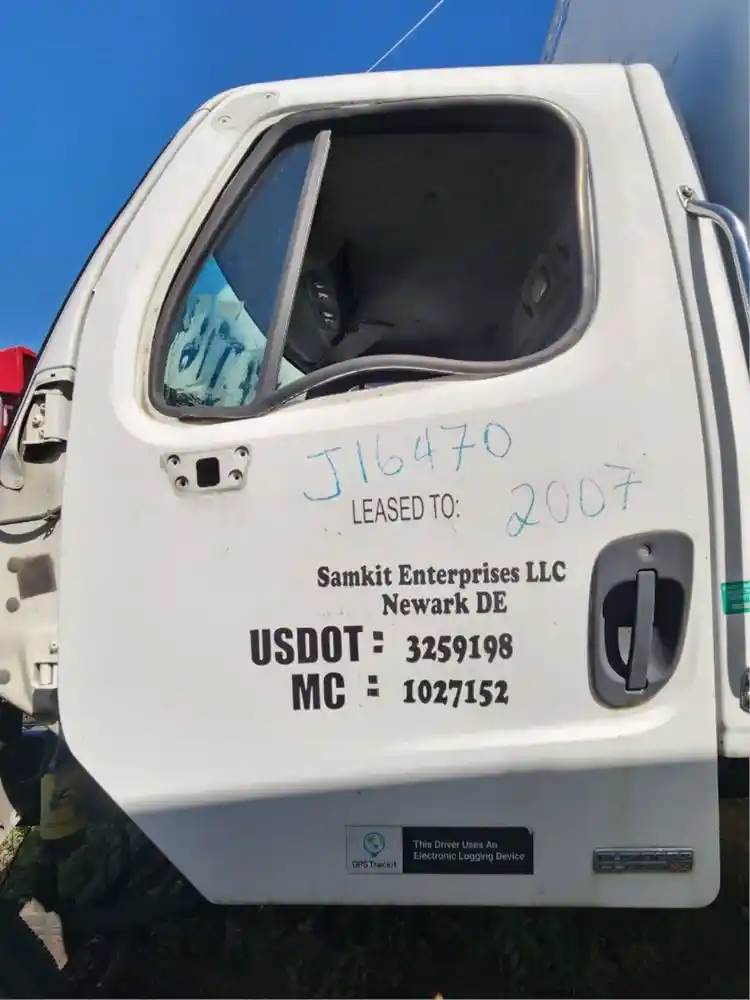 J16470
LEASED TO:
2007
Samkit Enterprises LLC
Newark DE
USDOT: 3259198
MC : 1027152
GPS Trackit
This Driver Uses An
Electronic Logging Device